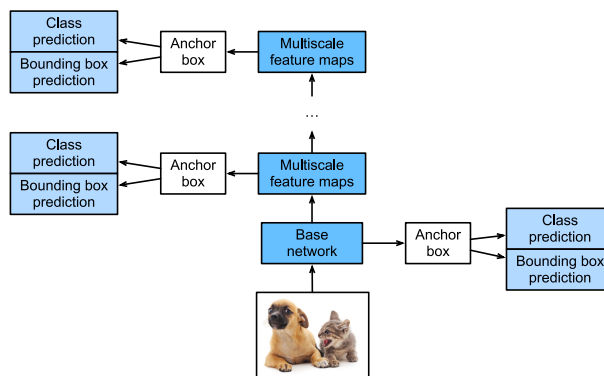 Class
prediction
Bounding box
prediction
Anchor
box
Multiscale
feature maps
...
Class
prediction
Bounding box
prediction
Anchor
box
Multiscale
feature maps
Base
network
Anchor
box
Class
prediction
Bounding box
prediction